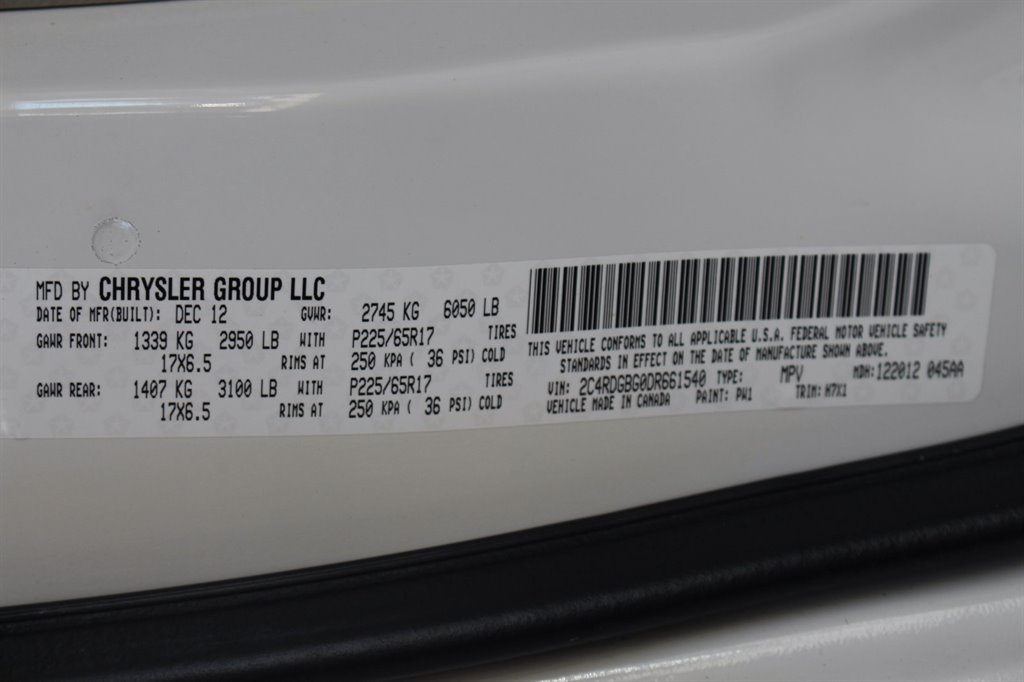 MFD BY CHRYSLER GROUP LLC
DATE OF MFR(BUILT): DEC 12 GVWR: 2745 KG 6050 LB
GAWR FRONT: 1339 KG 2950 LB WITH P225/65R17 TIRES
17X6.5 RIMS AT 250 KPA ( 36 PSI) COLD
GAWR REAR: 1407 KG 3100 LB WITH P225/65R17 TIRES
17X6.5 RIMS AT 250 KPA ( 36 PSI) COLD
THIS VEHICLE CONFORMS TO ALL APPLICABLE U.S.A. FEDERAL MOTOR VEHICLE SAFETY
STANDARDS IN EFFECT ON THE DATE OF MANUFACTURE SHOWN ABOVE.
VIN: 2C4RDGBG0DR661540 TYPE: MPV MDH: 122012 045AA
VEHICLE MADE IN CANADA PAINT: PW1 TRIM: H7X1